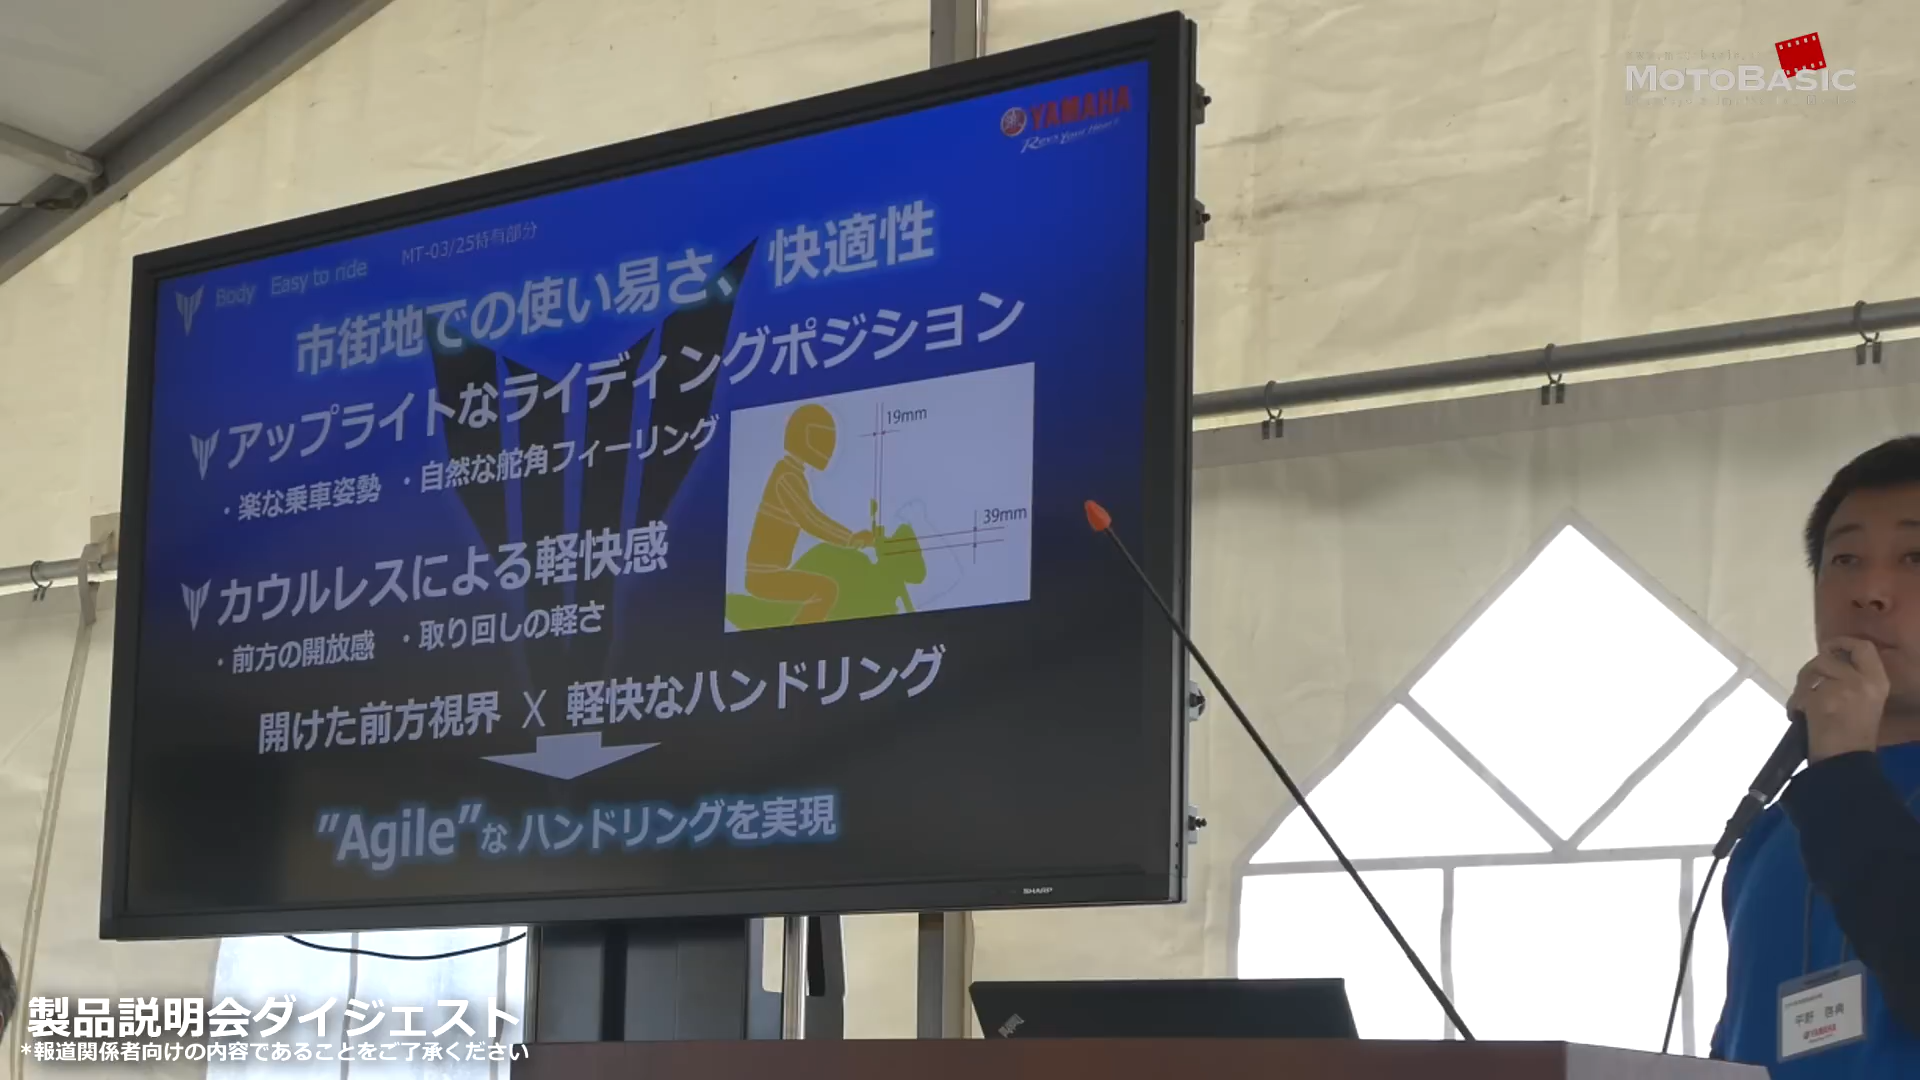 MOTOBASIC
YAMAHA
Revs Your Heart
MT-03/25特有部分
Body Easy to ride
市街地での使い易さ、快適性
アップライトなライディングポジション
・楽な乗車姿勢 ・自然な舵角フィーリング
19mm
39mm
カウルレスによる軽快感
・前方の開放感 ・取り回しの軽さ
開けた前方視界 X 軽快なハンドリング
"Agile"な ハンドリングを実現
SHARP
平野 啓典
YAMAHA
製品説明会ダイジェスト
*報道関係者向けの内容であることをご了承ください